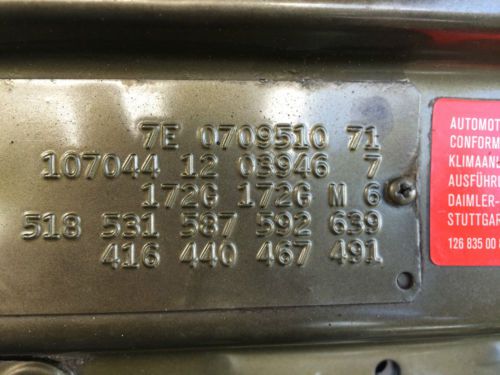 7E 0709510 71
107044 12 03946 7
172G 172G M 6
518 531 587 592 639
416 440 467 491
AUTOMOT
CONFORM
KLIMAAN
AUSFÜHR
DAIMLER-
STUTTGAR
126 835 00